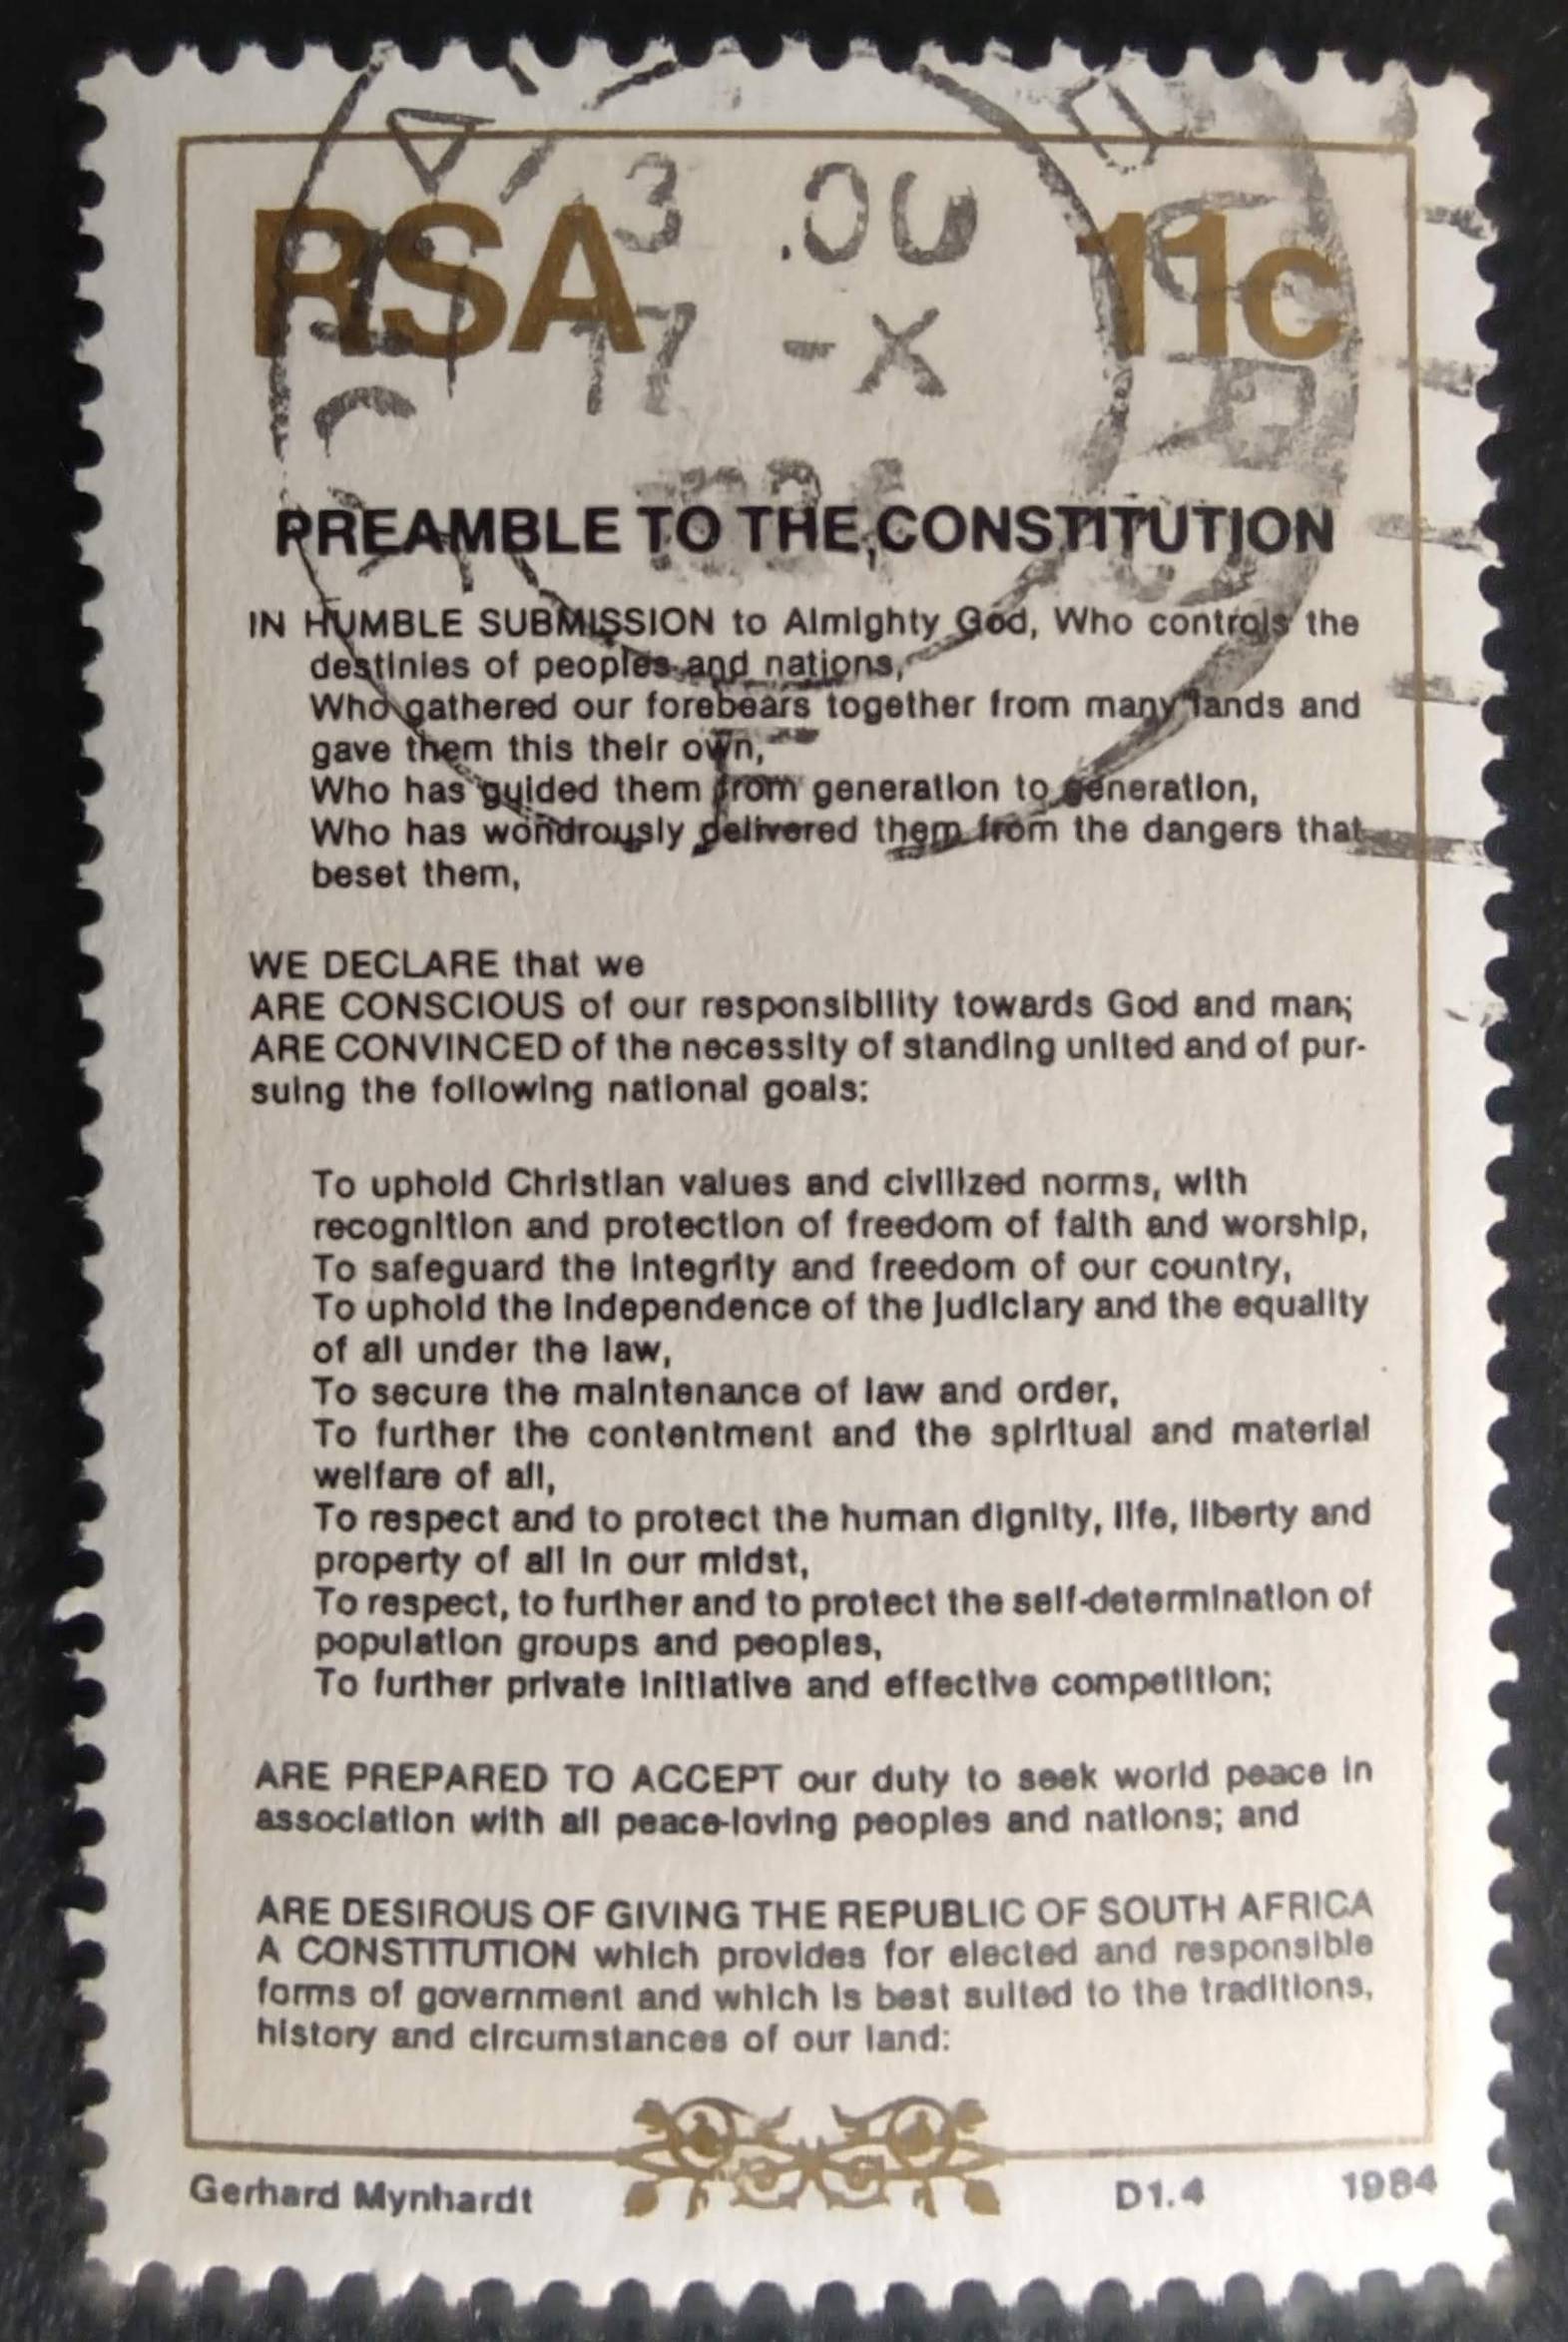 RSA 11c
3 .00
17 -X
PREAMBLE TO THE CONSTITUTION
IN HUMBLE SUBMISSION to Almighty God, Who controls the
destinies of peoples and nations,
Who gathered our forebears together from many lands and
gave them this their own,
Who has guided them from generation to generation,
Who has wondrously delivered them from the dangers that
beset them,
WE DECLARE that we
ARE CONSCIOUS of our responsibility towards God and man;
ARE CONVINCED of the necessity of standing united and of pur-
suing the following national goals:
To uphold Christian values and civilized norms, with
recognition and protection of freedom of faith and worship,
To safeguard the integrity and freedom of our country,
To uphold the independence of the judiciary and the equality
of all under the law,
To secure the maintenance of law and order,
To further the contentment and the spiritual and material
welfare of all,
To respect and to protect the human dignity, life, liberty and
property of all in our midst,
To respect, to further and to protect the self-determination of
population groups and peoples,
To further private initiative and effective competition;
ARE PREPARED TO ACCEPT our duty to seek world peace in
association with all peace-loving peoples and nations; and
ARE DESIROUS OF GIVING THE REPUBLIC OF SOUTH AFRICA
A CONSTITUTION which provides for elected and responsible
forms of government and which is best suited to the traditions,
history and circumstances of our land:
Gerhard Mynhardt D1.4 1984